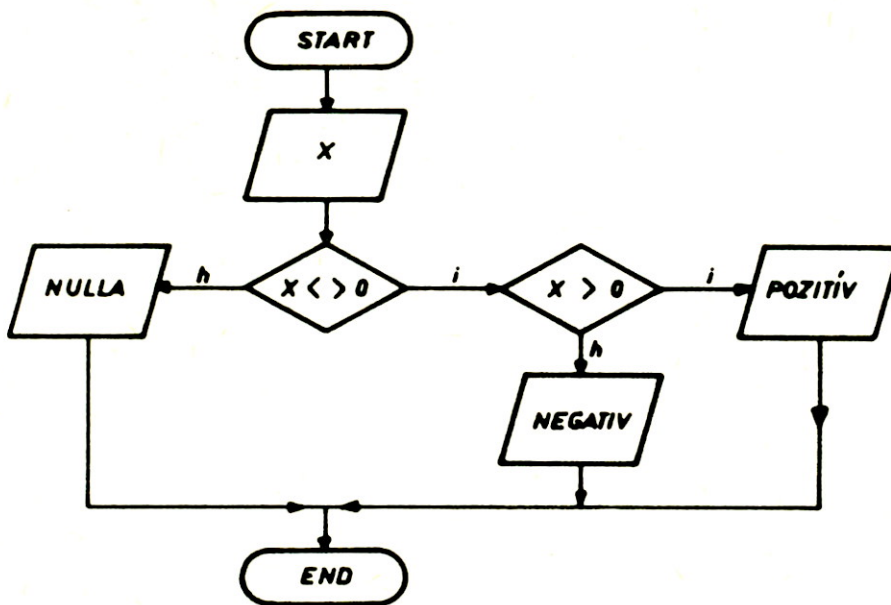 START
X
NULLA
h
X < > 0
i
X > 0
i
POZITÍV
h
NEGATIV
END